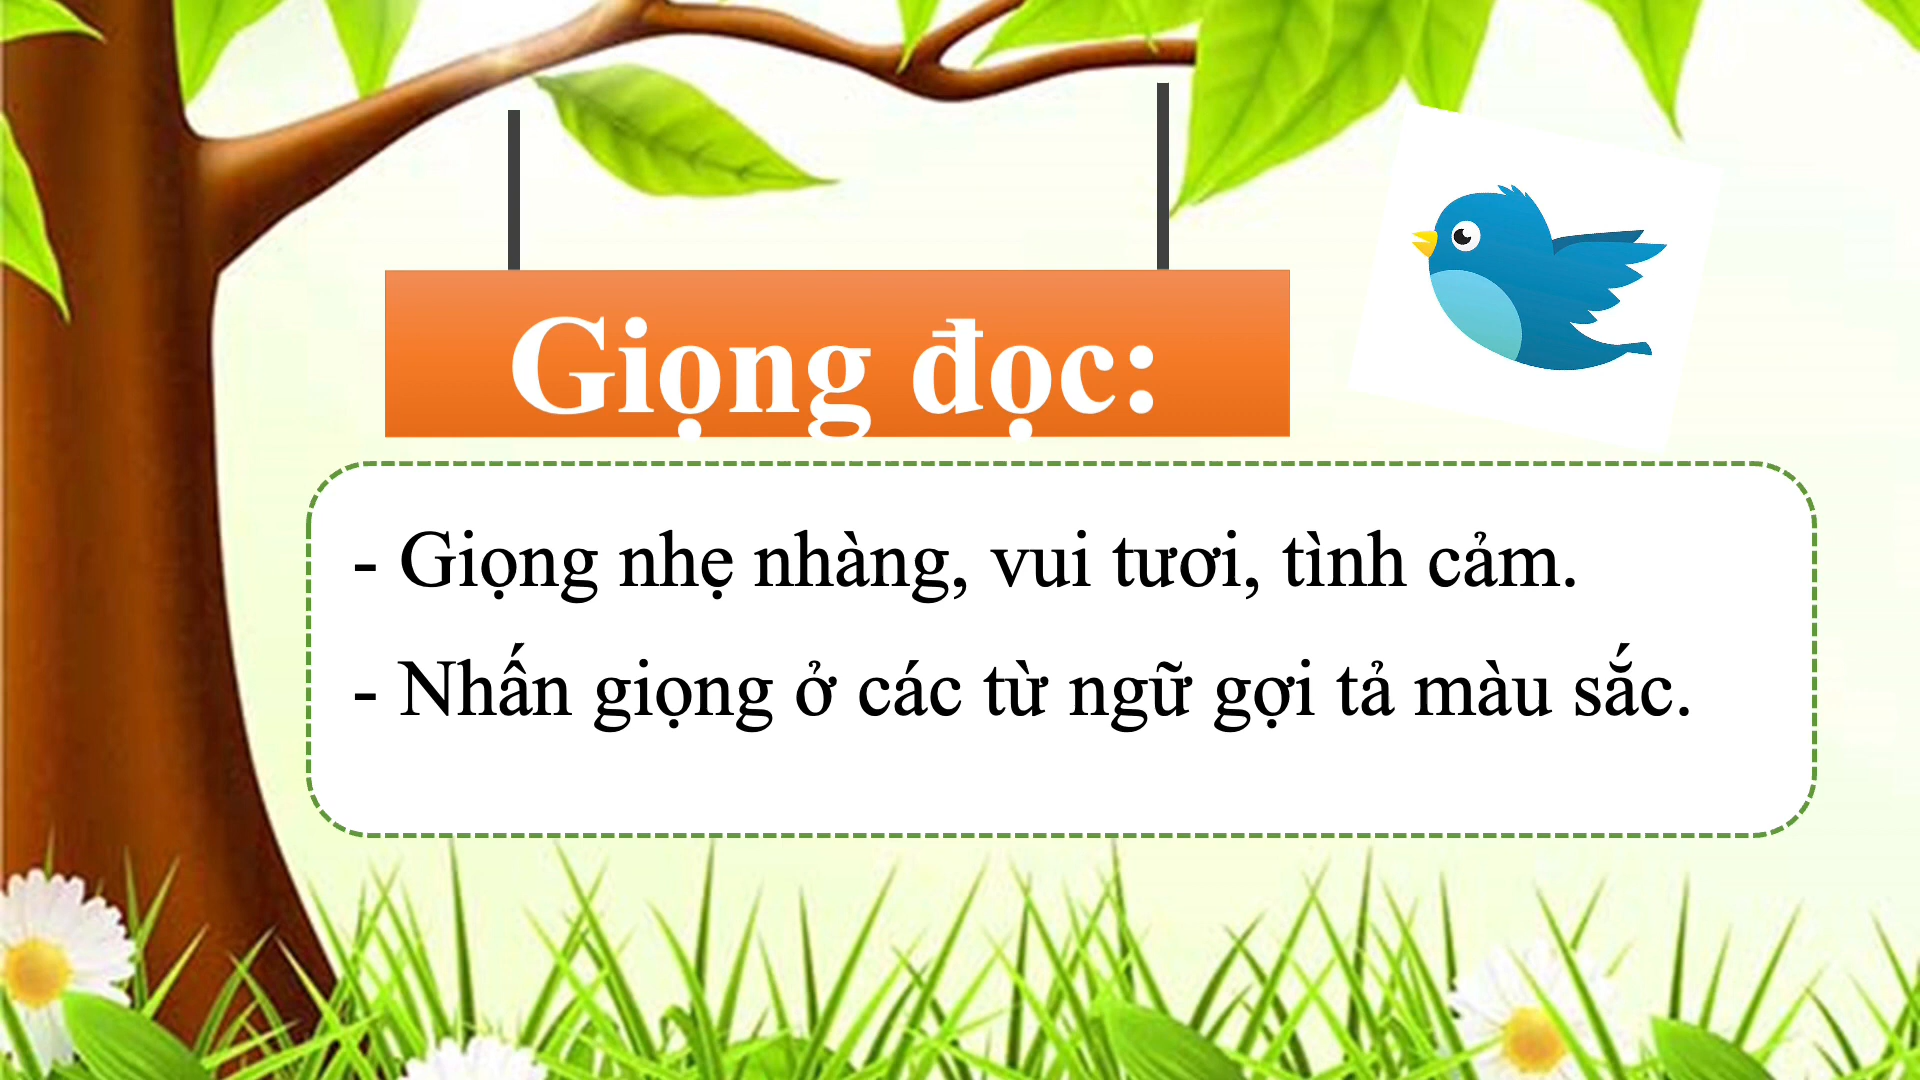 Giọng đọc:
- Giọng nhẹ nhàng, vui tươi, tình cảm.
- Nhấn giọng ở các từ ngữ gợi tả màu sắc.